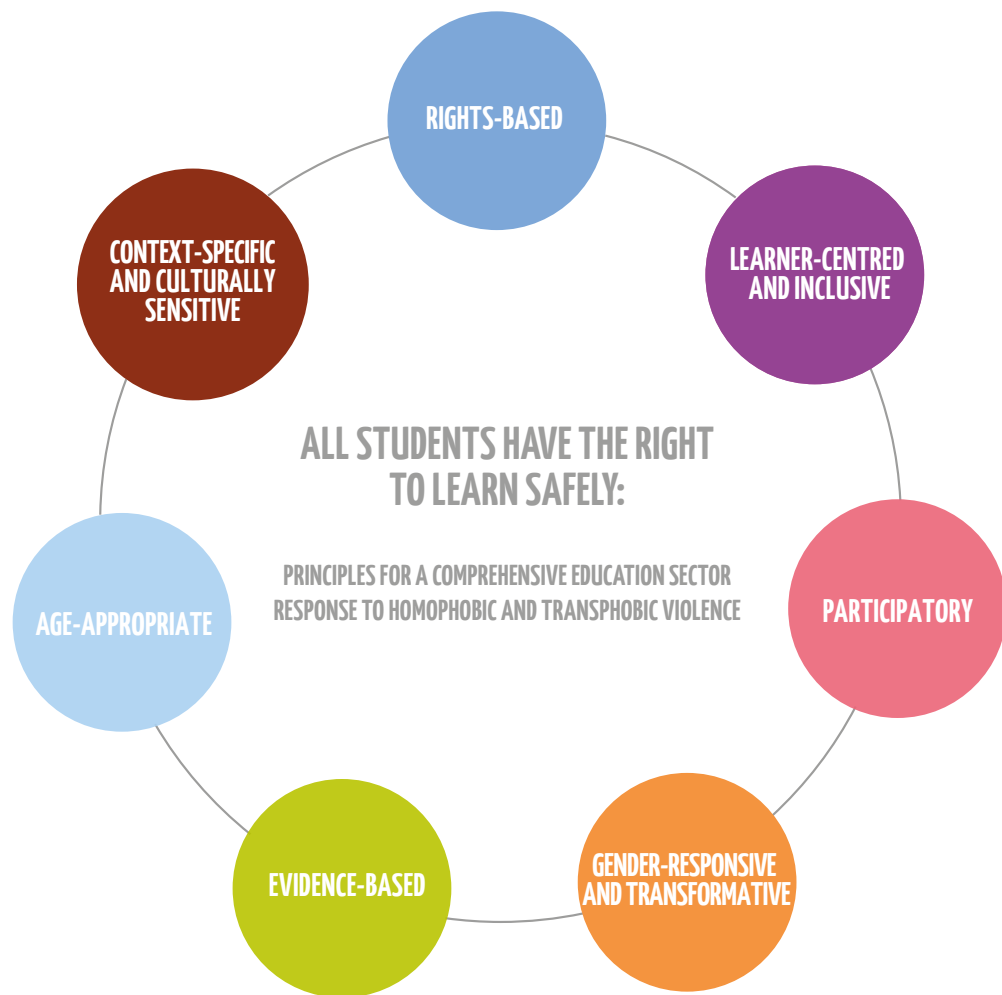 RIGHTS-BASED
LEARNER-CENTRED
AND INCLUSIVE
PARTICIPATORY
GENDER-RESPONSIVE
AND TRANSFORMATIVE
EVIDENCE-BASED
AGE-APPROPRIATE
CONTEXT-SPECIFIC
AND CULTURALLY
SENSITIVE
ALL STUDENTS HAVE THE RIGHT
TO LEARN SAFELY:
PRINCIPLES FOR A COMPREHENSIVE EDUCATION SECTOR
RESPONSE TO HOMOPHOBIC AND TRANSPHOBIC VIOLENCE